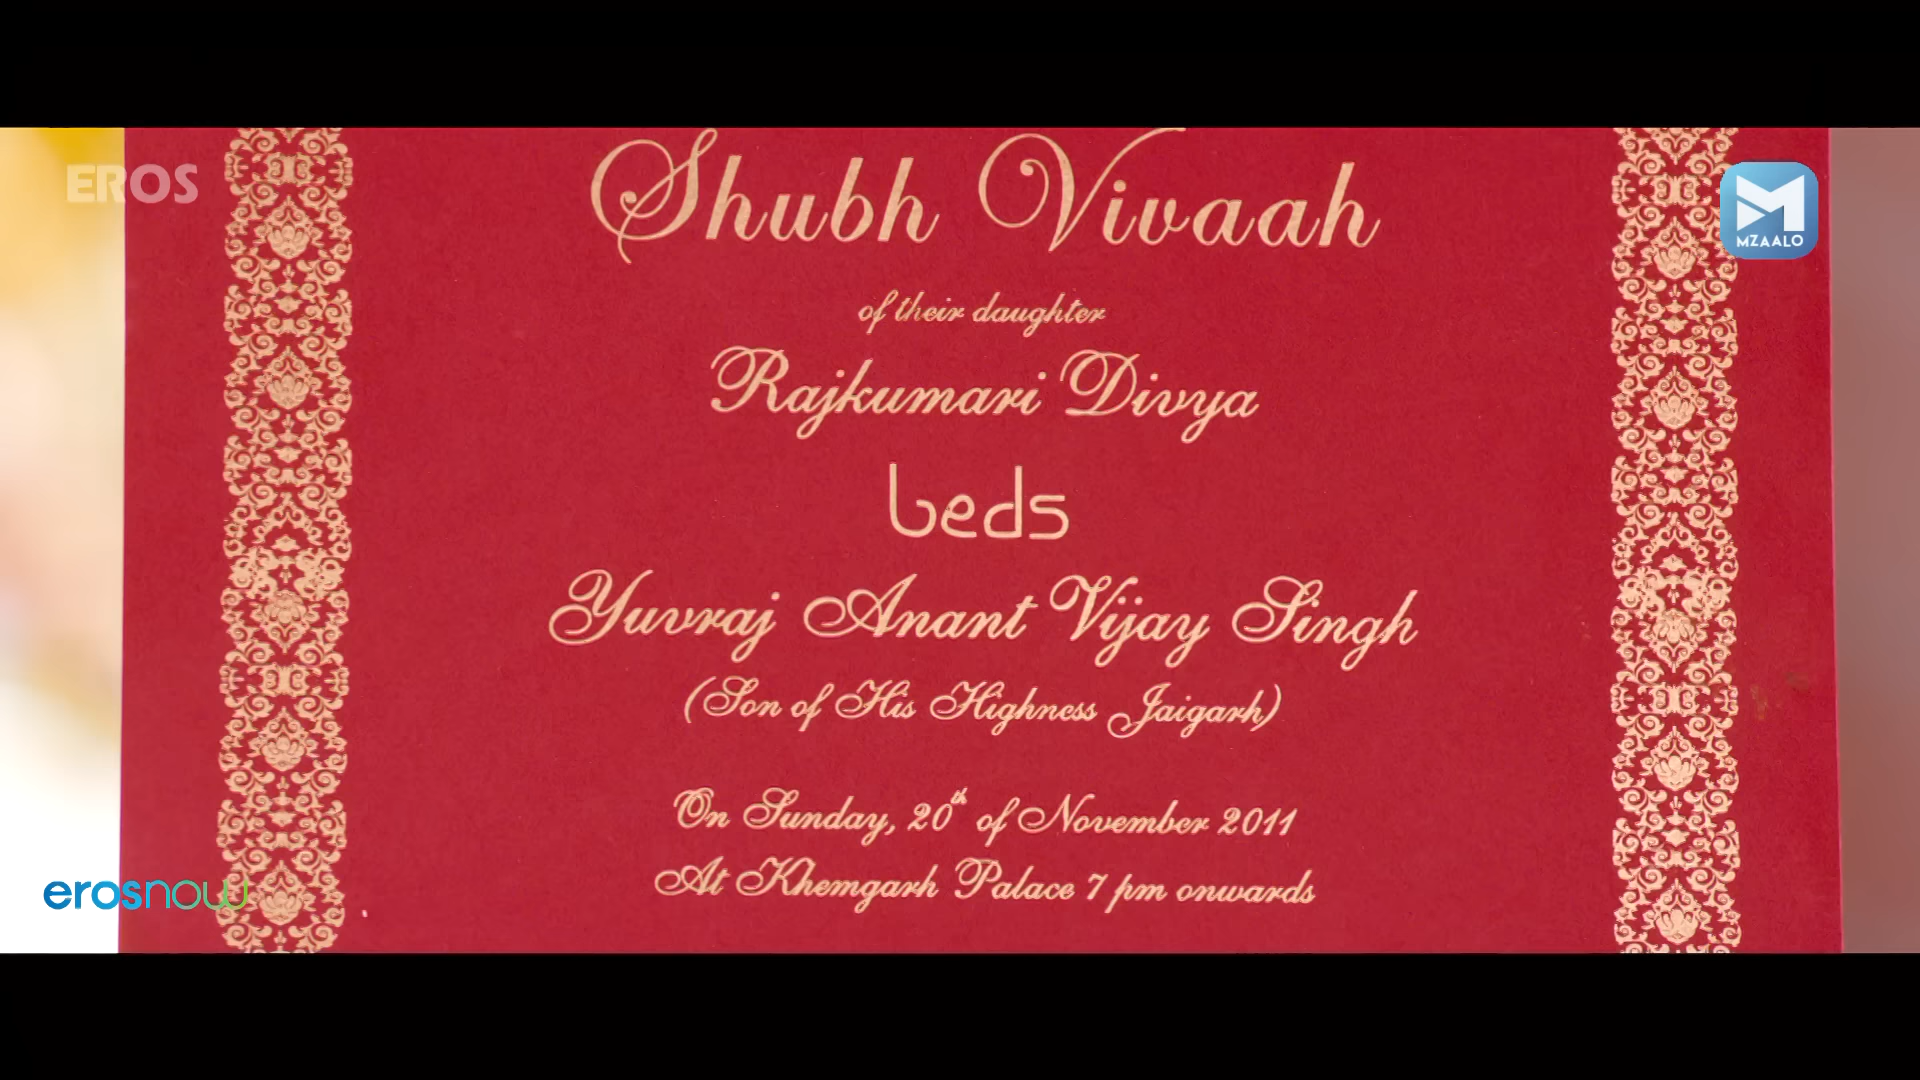 EROS
MZAALO
Shubh Vivaah
of their daughter
Rajkumari Divya
beds
Yuvraj Anant Vijay Singh
(Son of His Highness Jaigarh)
On Sunday, 20th of November 2011
At Khemgarh Palace 7 pm onwards
erosnow